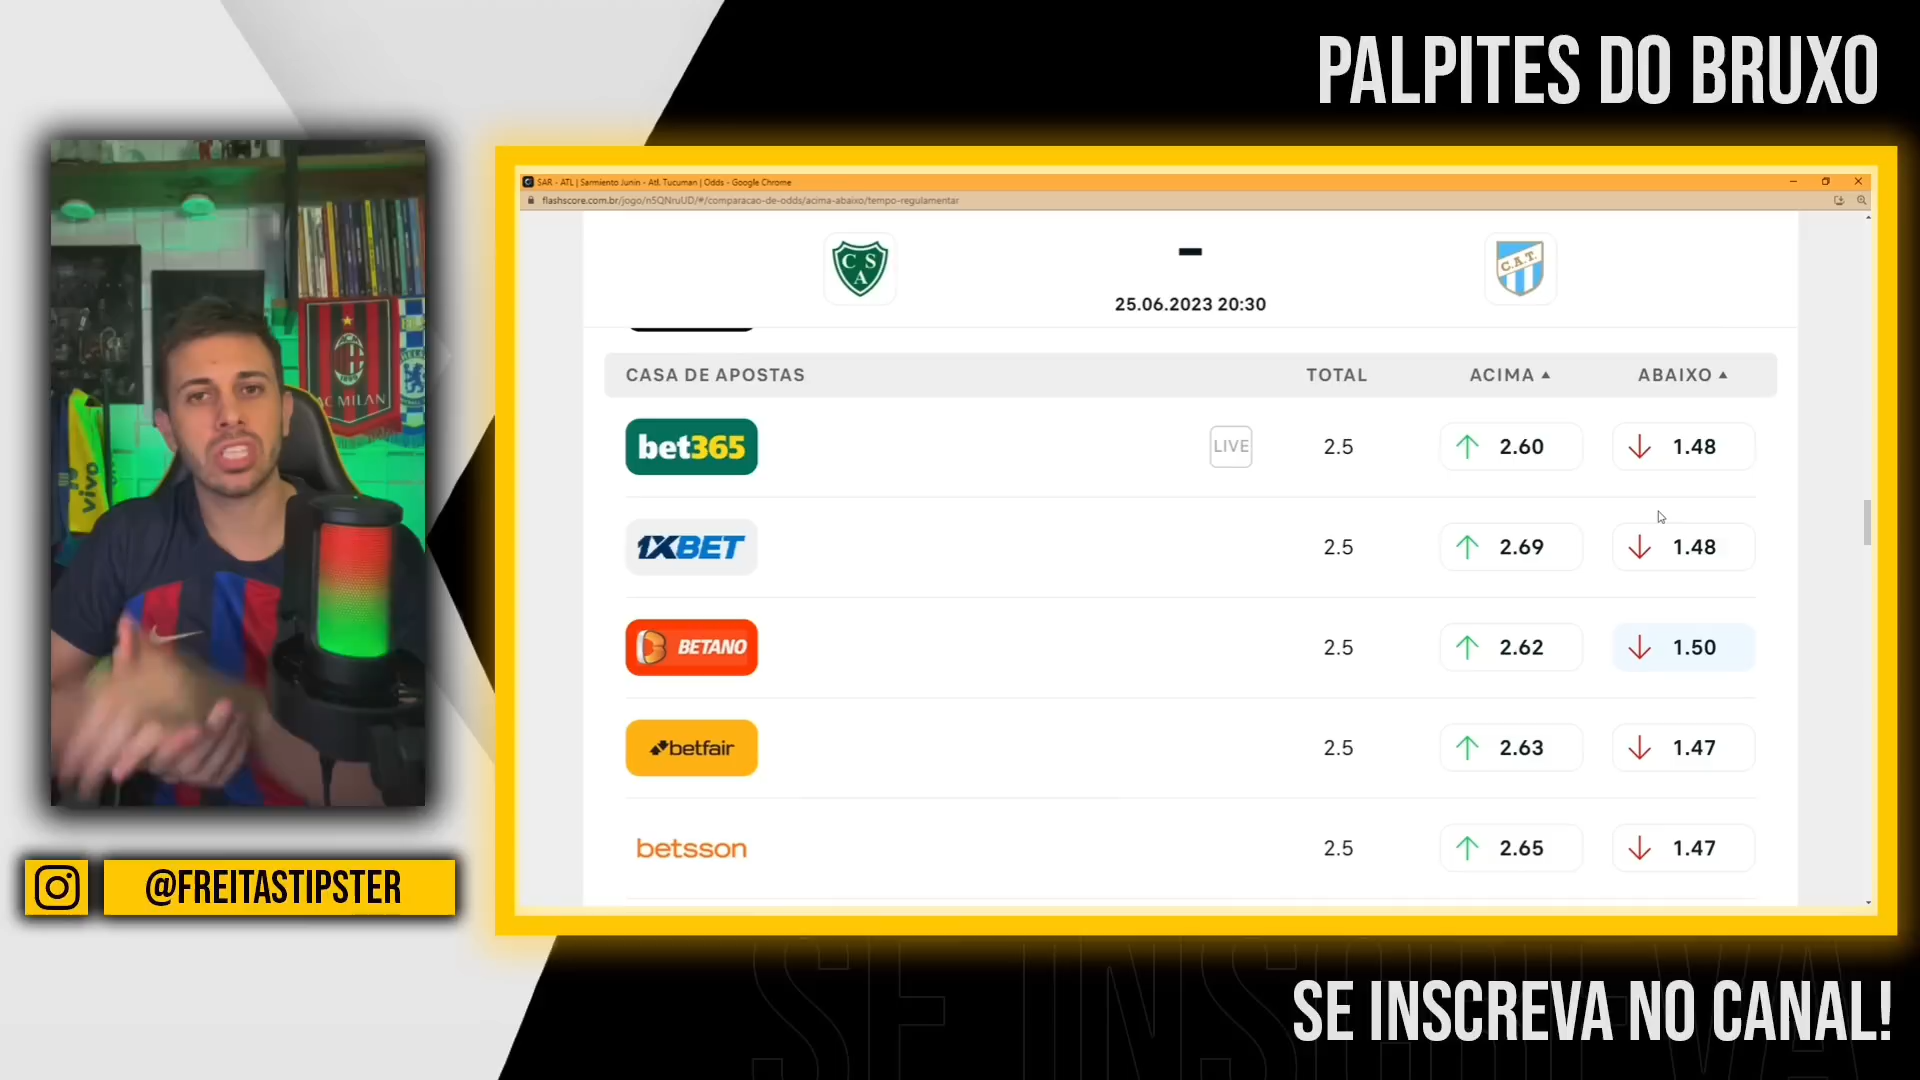 PALPITES DO BRUXO
SAR - ATL | Sarmiento Junin - Atl. Tucuman | Odds - Google Chrome
flashscore.com.br/jogo/n5QNruUD/#/comparacao-de-odds/acima-abaixo/tempo-regulamentar
CSA
-
C.A.T.
25.06.2023 20:30
CASA DE APOSTAS TOTAL ACIMA ABAIXO
bet365 LIVE 2.5 2.60 1.48
1XBET 2.5 2.69 1.48
BETANO 2.5 2.62 1.50
betfair 2.5 2.63 1.47
betsson 2.5 2.65 1.47
AC MILAN
vivo
@FREITASTIPSTER
SE INSCREVA NO CANAL!